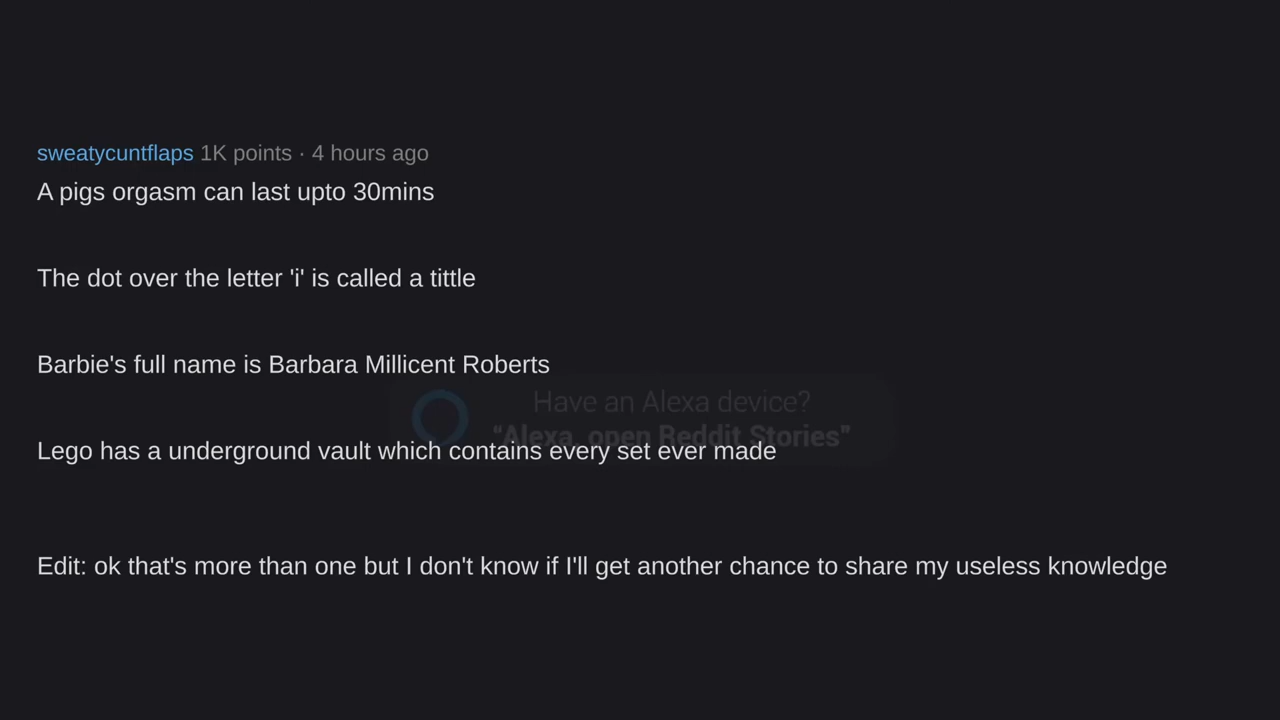 sweatycuntflaps 1K points · 4 hours ago
A pigs orgasm can last upto 30mins
The dot over the letter 'i' is called a tittle
Barbie's full name is Barbara Millicent Roberts
Have an Alexa device?
“Alexa, open Reddit Stories”
Lego has a underground vault which contains every set ever made
Edit: ok that's more than one but I don't know if I'll get another chance to share my useless knowledge